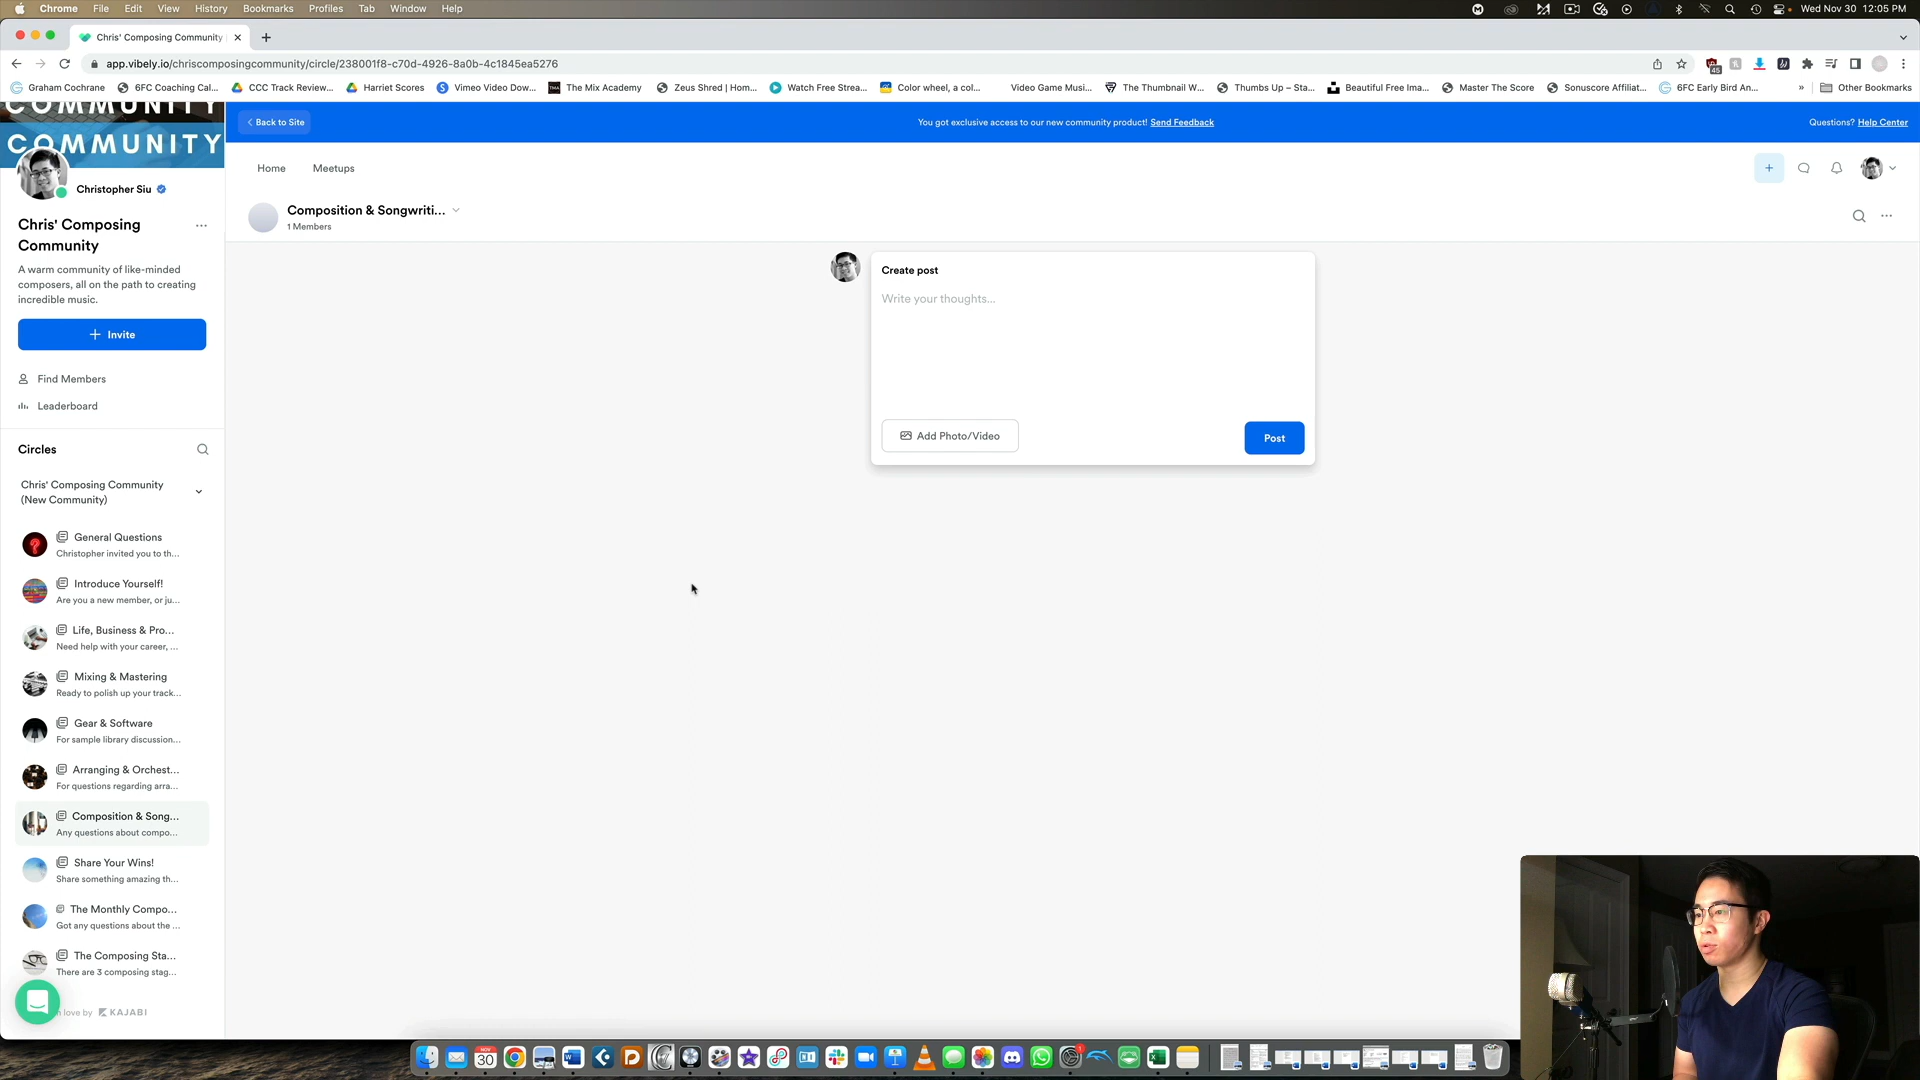 Chrome File Edit View History Bookmarks Profiles Tab Window Help
Wed Nov 30 12:05 PM
Chris' Composing Community
app.vibely.io/chriscomposingcommunity/circle/238001f8-c70d-4926-8a0b-4c1845ea5276
45
Graham Cochrane 6FC Coaching Cal... CCC Track Review... Harriet Scores Vimeo Video Dow... The Mix Academy Zeus Shred | Hom... Watch Free Strea... Color wheel, a col... Video Game Musi... The Thumbnail W... Thumbs Up – Sta... Beautiful Free Ima... Master The Score Sonuscore Affiliat... 6FC Early Bird An... » Other Bookmarks
COMMUNITY
COMMUNITY
Back to Site
You got exclusive access to our new community product! Send Feedback
Questions? Help Center
Home Meetups
Christopher Siu
Composition & Songwriti...
1 Members
Chris' Composing
Community
A warm community of like-minded
composers, all on the path to creating
incredible music.
Invite
Find Members
Leaderboard
Create post
Write your thoughts...
Add Photo/Video
Post
Circles
Chris' Composing Community
(New Community)
General Questions
Christopher invited you to th...
Introduce Yourself!
Are you a new member, or ju...
Life, Business & Pro...
Need help with your career, ...
Mixing & Mastering
Ready to polish up your track...
Gear & Software
For sample library discussion...
Arranging & Orchest...
For questions regarding arra...
Composition & Song...
Any questions about compo...
Share Your Wins!
Share something amazing th...
The Monthly Compo...
Got any questions about the ...
The Composing Sta...
There are 3 composing stag...
love by KAJABI
30
1